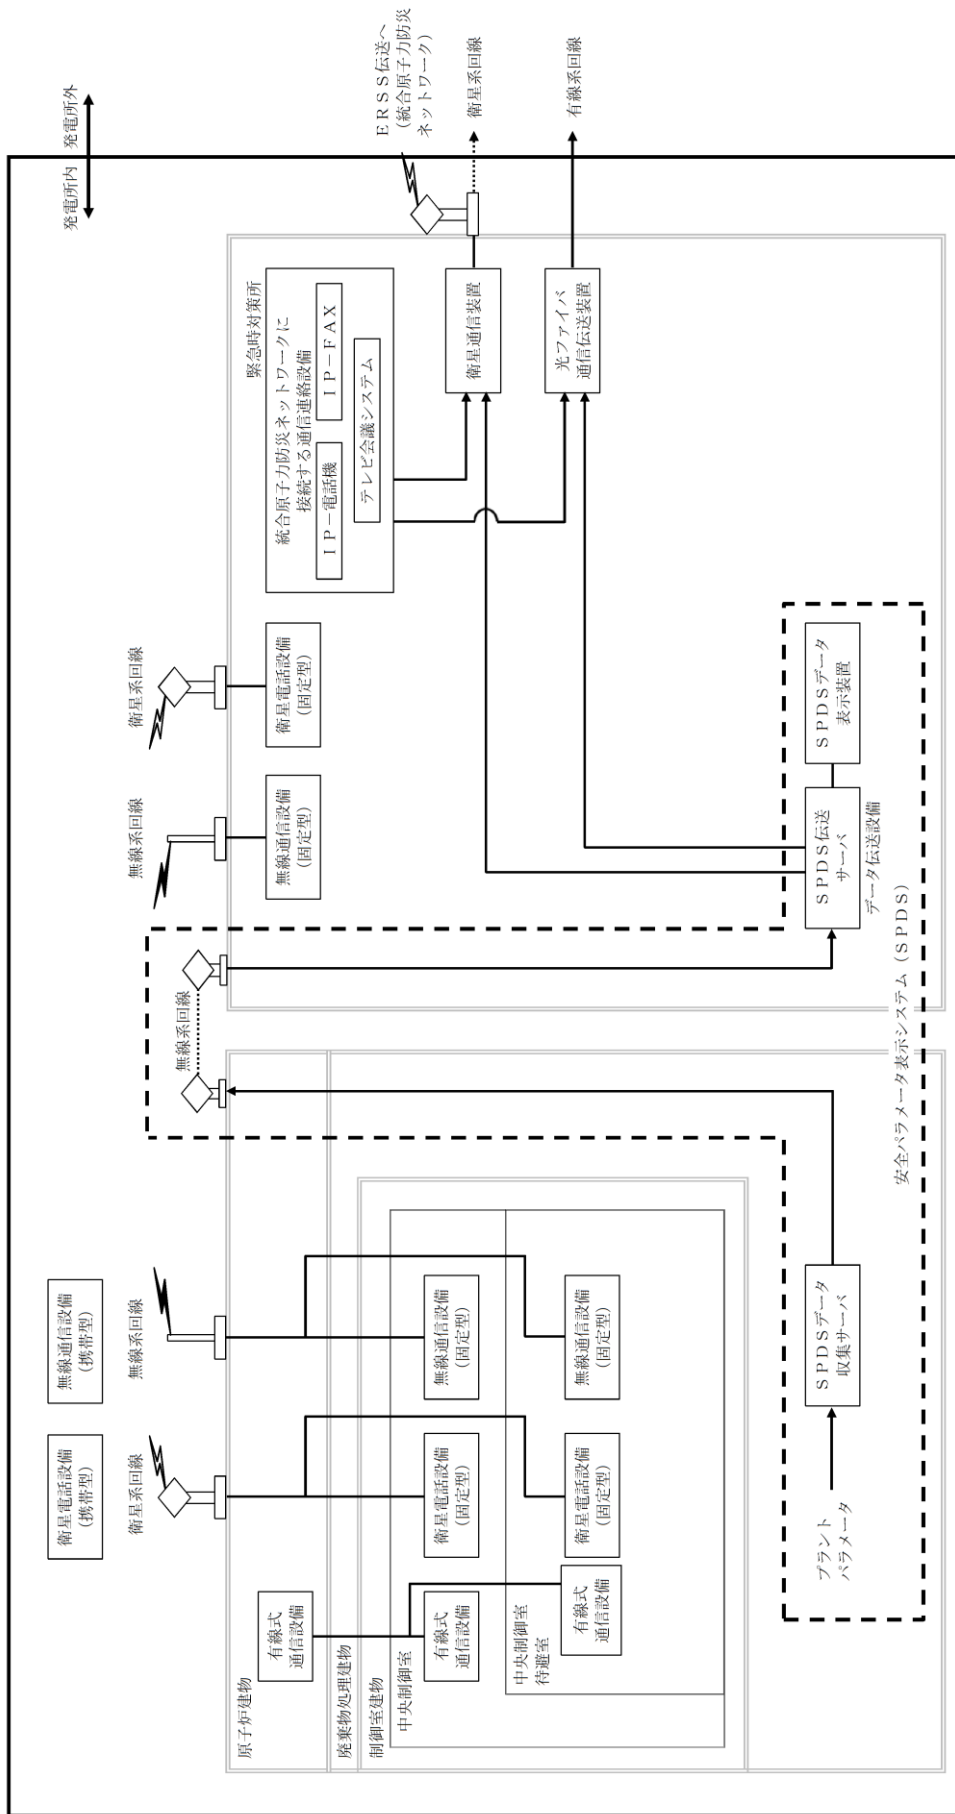 発電所内
発電所外
ＥＲＳＳ伝送へ
（統合原子力防災
ネットワーク）
衛星系回線
有線系回線
緊急時対策所
統合原子力防災ネットワークに
接続する通信連絡設備
ＩＰ－電話機
ＩＰ－FAX
テレビ会議システム
衛星通信装置
光ファイバ
通信伝送装置
衛星系回線
衛星電話設備
（固定型）
無線系回線
無線通信設備
（固定型）
ＳＰＤＳデータ
表示装置
ＳＰＤＳ伝送
サーバ
データ伝送設備
無線系回線
安全パラメータ表示システム（ＳＰＤＳ）
無線通信設備
（携帯型）
無線系回線
衛星電話設備
（携帯型）
衛星系回線
原子炉建物
有線式
通信設備
廃棄物処理建物
制御室建物
中央制御室
有線式
通信設備
衛星電話設備
（固定型）
無線通信設備
（固定型）
中央制御室
待避室
有線式
通信設備
衛星電話設備
（固定型）
無線通信設備
（固定型）
プラント
パラメータ
ＳＰＤＳデータ
収集サーバ